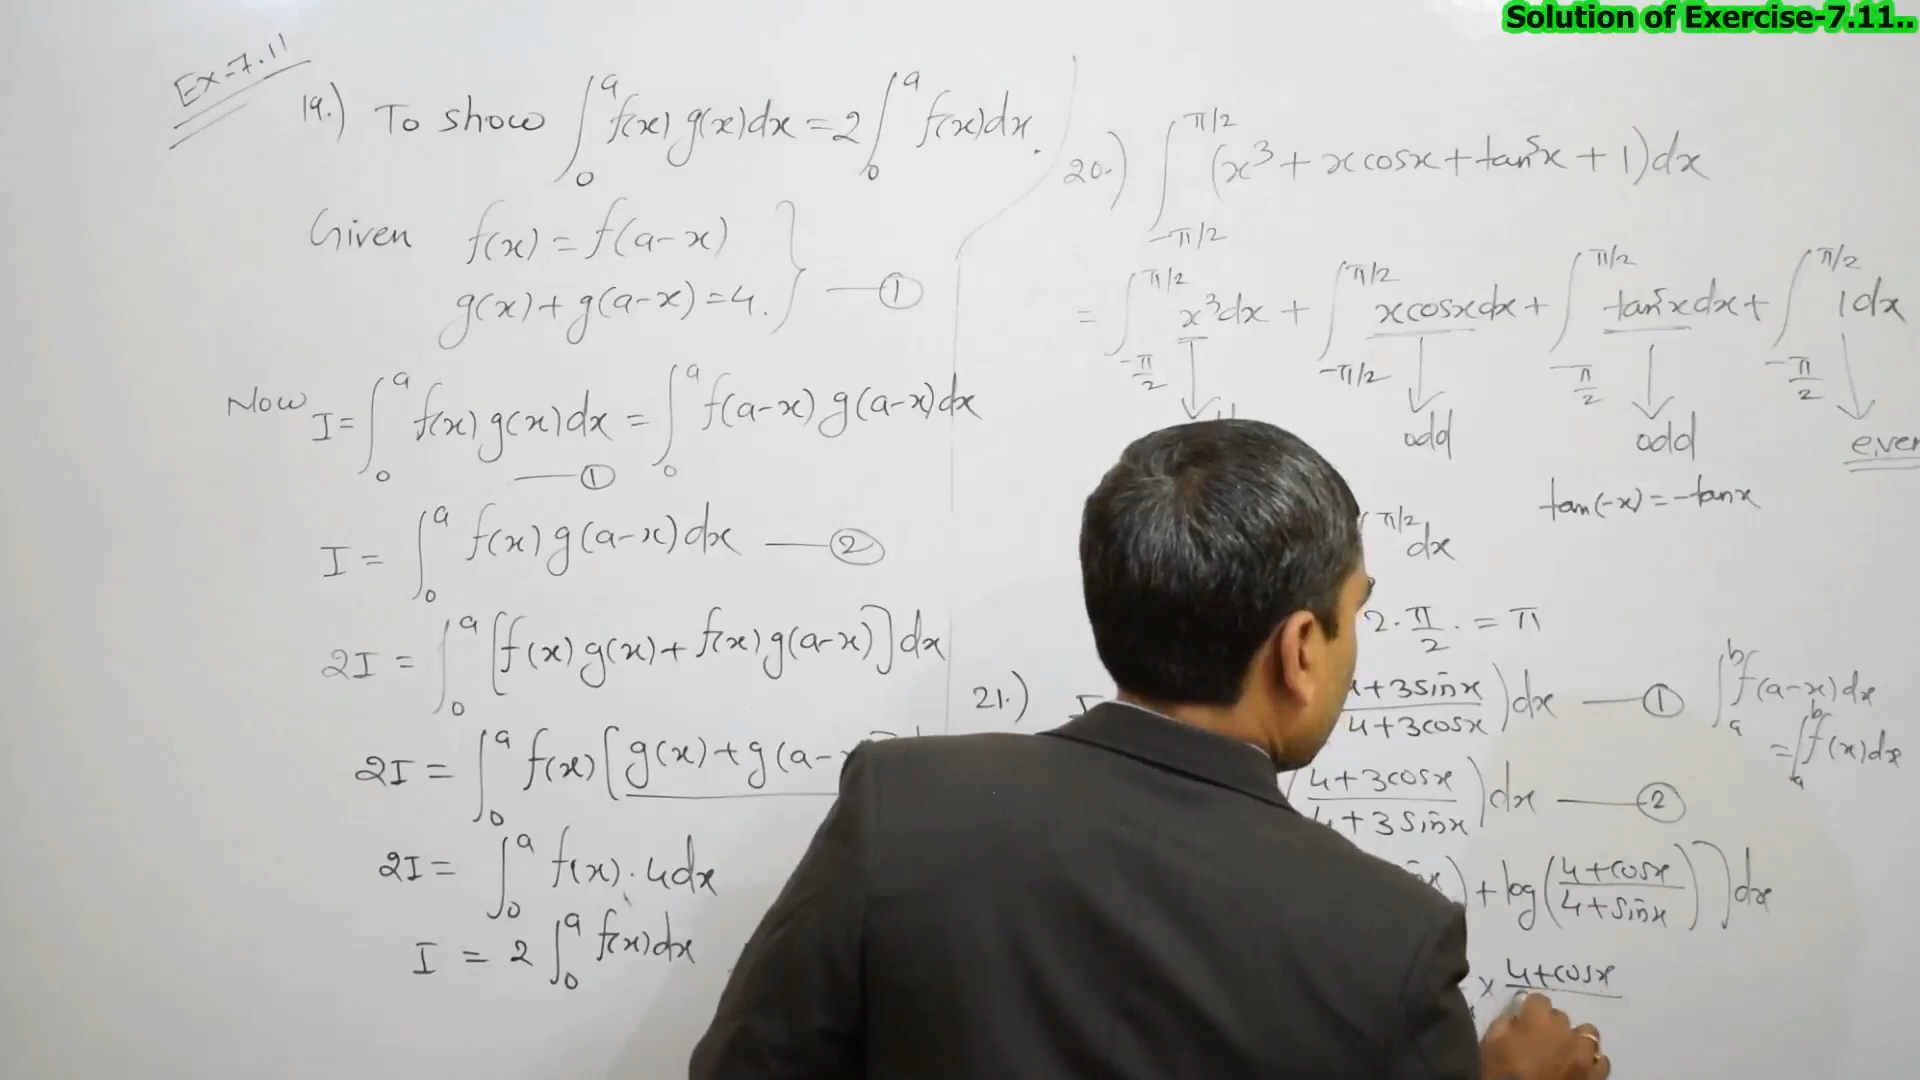 Solution of Exercise-7.11..
Ex-7.11
19.) To show ∫₀ᵃ f(x) g(x)dx = 2∫₀ᵃ f(x)dx.
Given f(x) = f(a-x)
g(x) + g(a-x) = 4. } — ①
Now I = ∫₀ᵃ f(x) g(x) dx = ∫₀ᵃ f(a-x) g(a-x)dx
— ①
I = ∫₀ᵃ f(x) g(a-x) dx — ②
2I = ∫₀ᵃ [f(x) g(x) + f(x) g(a-x)] dx
2I = ∫₀ᵃ f(x) [g(x) + g(a-
2I = ∫₀ᵃ f(x) · 4dx
I = 2 ∫₀ᵃ f(x)dx
20.) ∫_{-π/2}^{π/2} (x³ + x cosx + tan⁵x + 1) dx
= ∫_{-π/2}^{π/2} x³dx + ∫_{-π/2}^{π/2} xcosxdx + ∫_{-π/2}^{π/2} tan⁵x dx + ∫_{-π/2}^{π/2} 1dx
odd odd even
tan(-x) = -tanx
π/2 dx
2 · π/2 · = π
21.) I +3sinx / 4+3cosx ) dx — ①
∫ₐᵇ f(a-x) dx
= ∫ₐᵇ f(x)dx
( 4+3cosx / 4+3sinx ) dx — ②
) + log( 4+cosx / 4+sinx ) ] dx
× 4+cosx